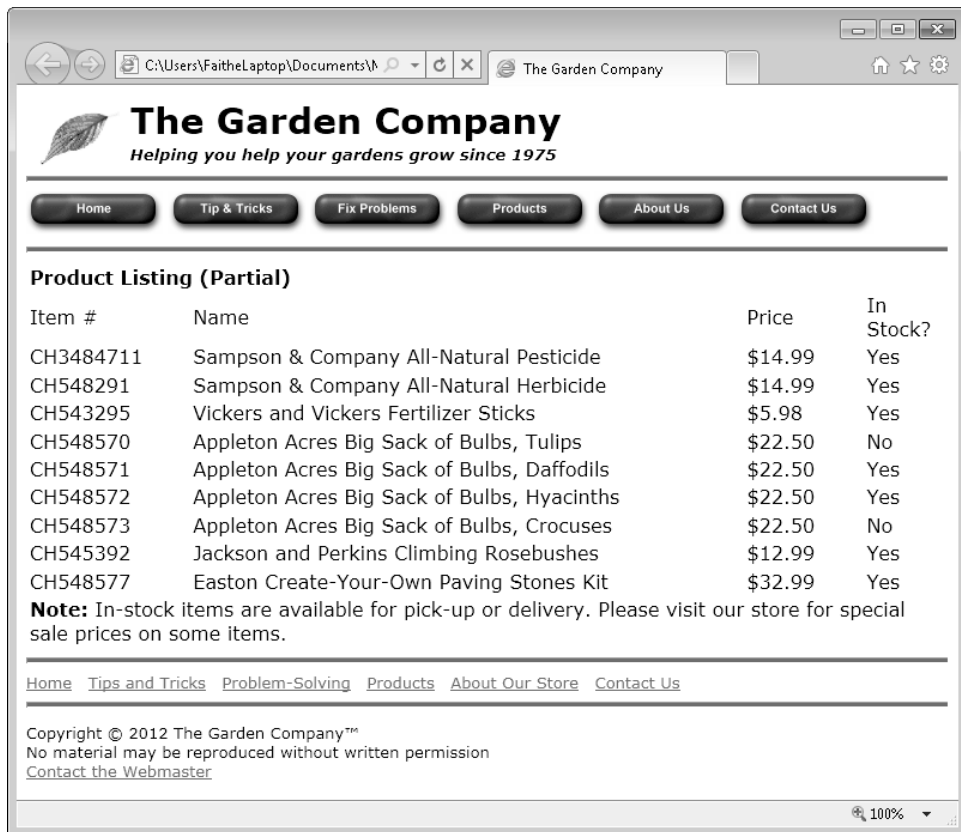 C:\Users\FaitheLaptop\Documents\M
The Garden Company
The Garden Company
Helping you help your gardens grow since 1975
Home Tip & Tricks Fix Problems Products About Us Contact Us
Product Listing (Partial)
Item # Name Price In Stock?
CH3484711 Sampson & Company All-Natural Pesticide $14.99 Yes
CH548291 Sampson & Company All-Natural Herbicide $14.99 Yes
CH543295 Vickers and Vickers Fertilizer Sticks $5.98 Yes
CH548570 Appleton Acres Big Sack of Bulbs, Tulips $22.50 No
CH548571 Appleton Acres Big Sack of Bulbs, Daffodils $22.50 Yes
CH548572 Appleton Acres Big Sack of Bulbs, Hyacinths $22.50 Yes
CH548573 Appleton Acres Big Sack of Bulbs, Crocuses $22.50 No
CH545392 Jackson and Perkins Climbing Rosebushes $12.99 Yes
CH548577 Easton Create-Your-Own Paving Stones Kit $32.99 Yes
Note: In-stock items are available for pick-up or delivery. Please visit our store for special
sale prices on some items.
Home Tips and Tricks Problem-Solving Products About Our Store Contact Us
Copyright © 2012 The Garden Company™
No material may be reproduced without written permission
Contact the Webmaster
100%